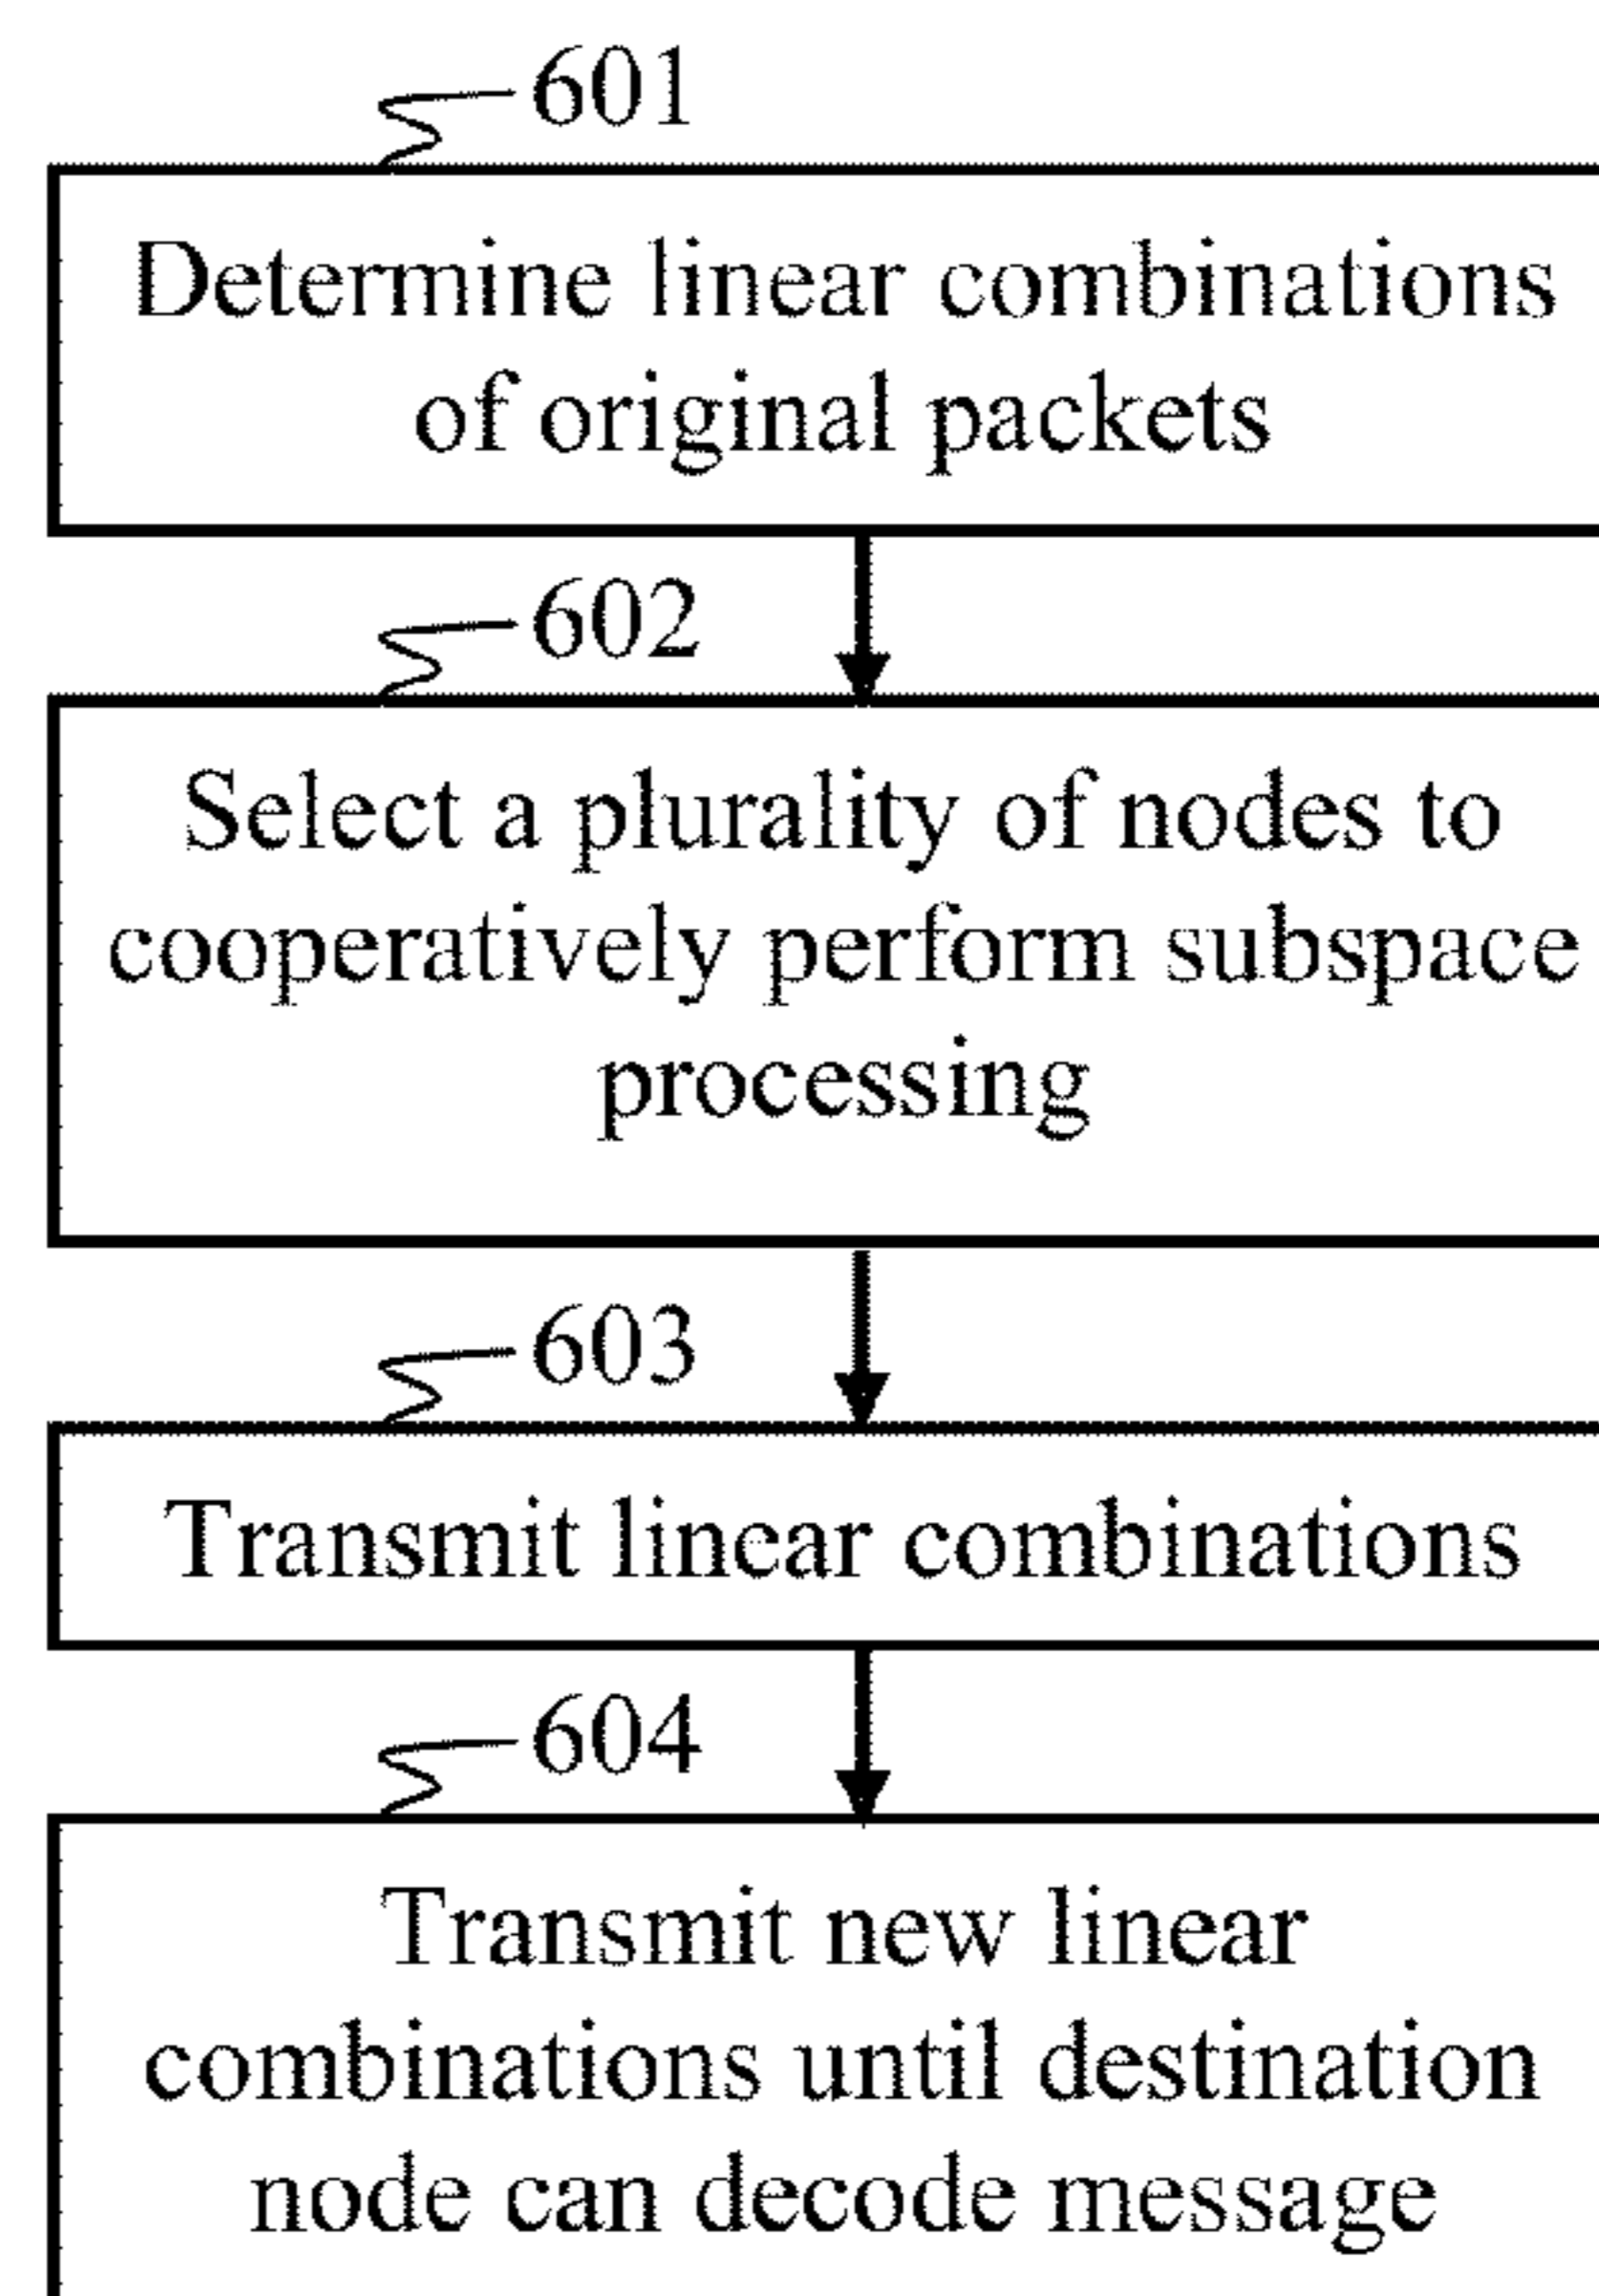 601
Determine linear combinations
of original packets
602
Select a plurality of nodes to
cooperatively perform subspace
processing
603
Transmit linear combinations
604
Transmit new linear
combinations until destination
node can decode message